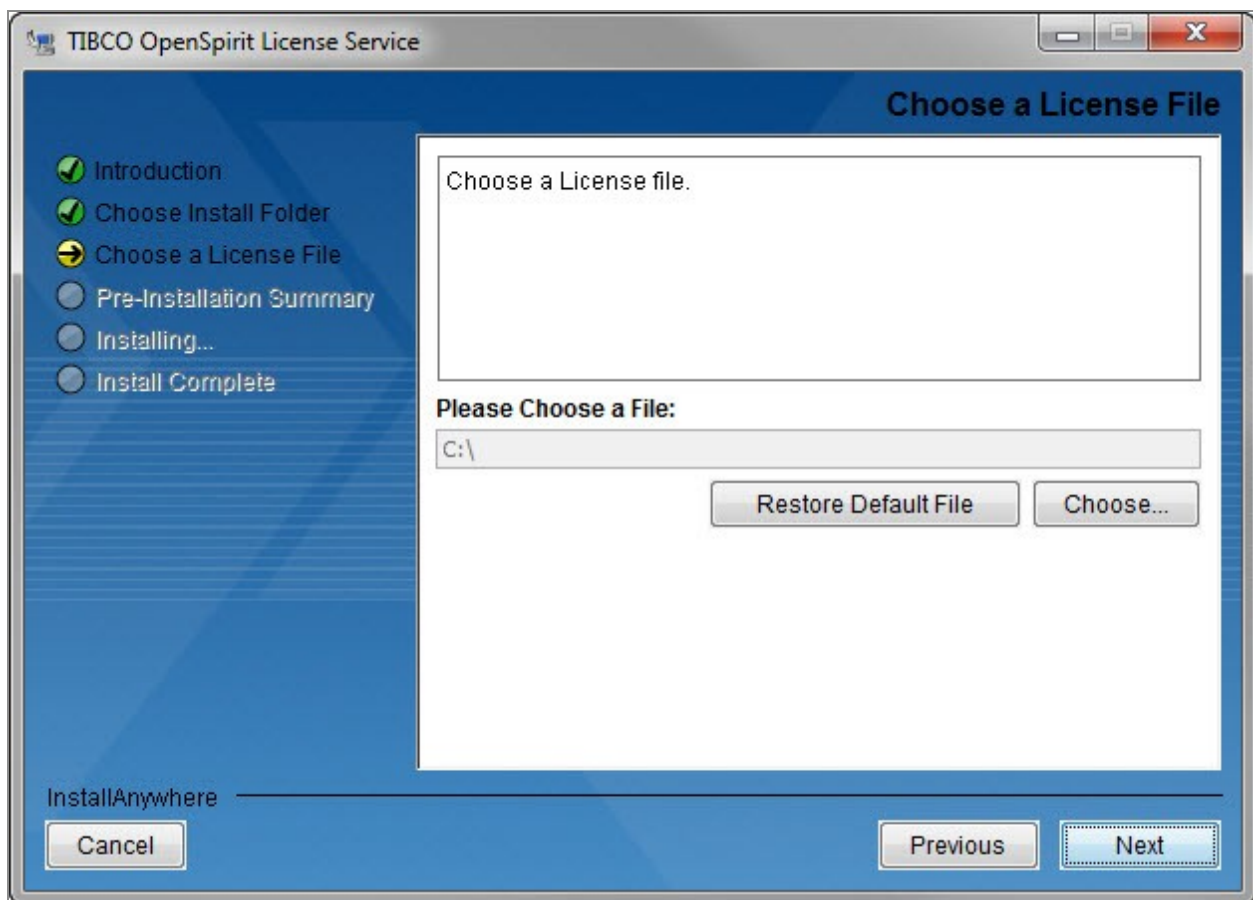 TIBCO OpenSpirit License Service
Choose a License File
Introduction
Choose Install Folder
Choose a License File
Pre-Installation Summary
Installing...
Install Complete
Choose a License file.
Please Choose a File:
C:\
Restore Default File
Choose...
InstallAnywhere
Cancel
Previous
Next